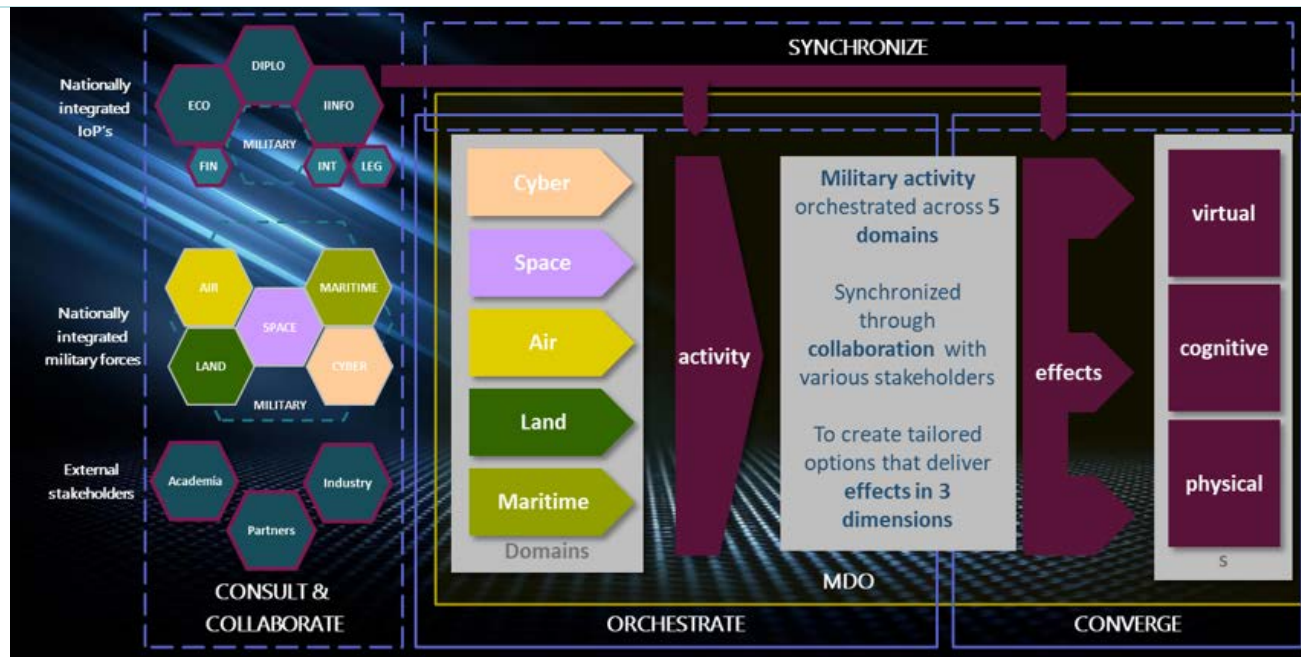 Nationally
integrated
IoP's
DIPLO
ECO
IINFO
MILITARY
FIN
INT
LEG
Nationally
integrated
military forces
AIR
MARITIME
SPACE
LAND
CYBER
MILITARY
External
stakeholders
Academia
Industry
Partners
CONSULT &
COLLABORATE
SYNCHRONIZE
Cyber
Space
Air
Land
Maritime
Domains
activity
Military activity
orchestrated across 5
domains
Synchronized
through
collaboration with
various stakeholders
To create tailored
options that deliver
effects in 3
dimensions
effects
virtual
cognitive
physical
s
MDO
ORCHESTRATE
CONVERGE